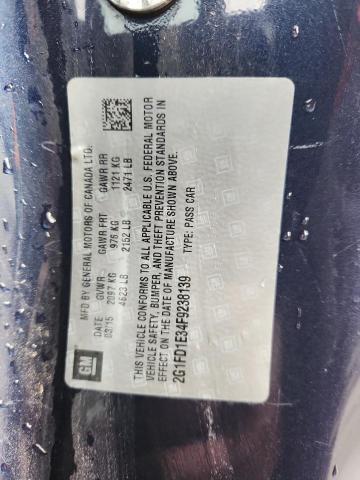 GM
MFD BY GENERAL MOTORS OF CANADA LTD.
DATE GVWR GAWR FRT GAWR RR
03/15 2097 KG 976 KG 1121 KG
4623 LB 2152 LB 2471 LB
THIS VEHICLE CONFORMS TO ALL APPLICABLE U.S. FEDERAL MOTOR
VEHICLE SAFETY, BUMPER, AND THEFT PREVENTION STANDARDS IN
EFFECT ON THE DATE OF MANUFACTURE SHOWN ABOVE.
2G1FD1E34F9238139 TYPE: PASS CAR